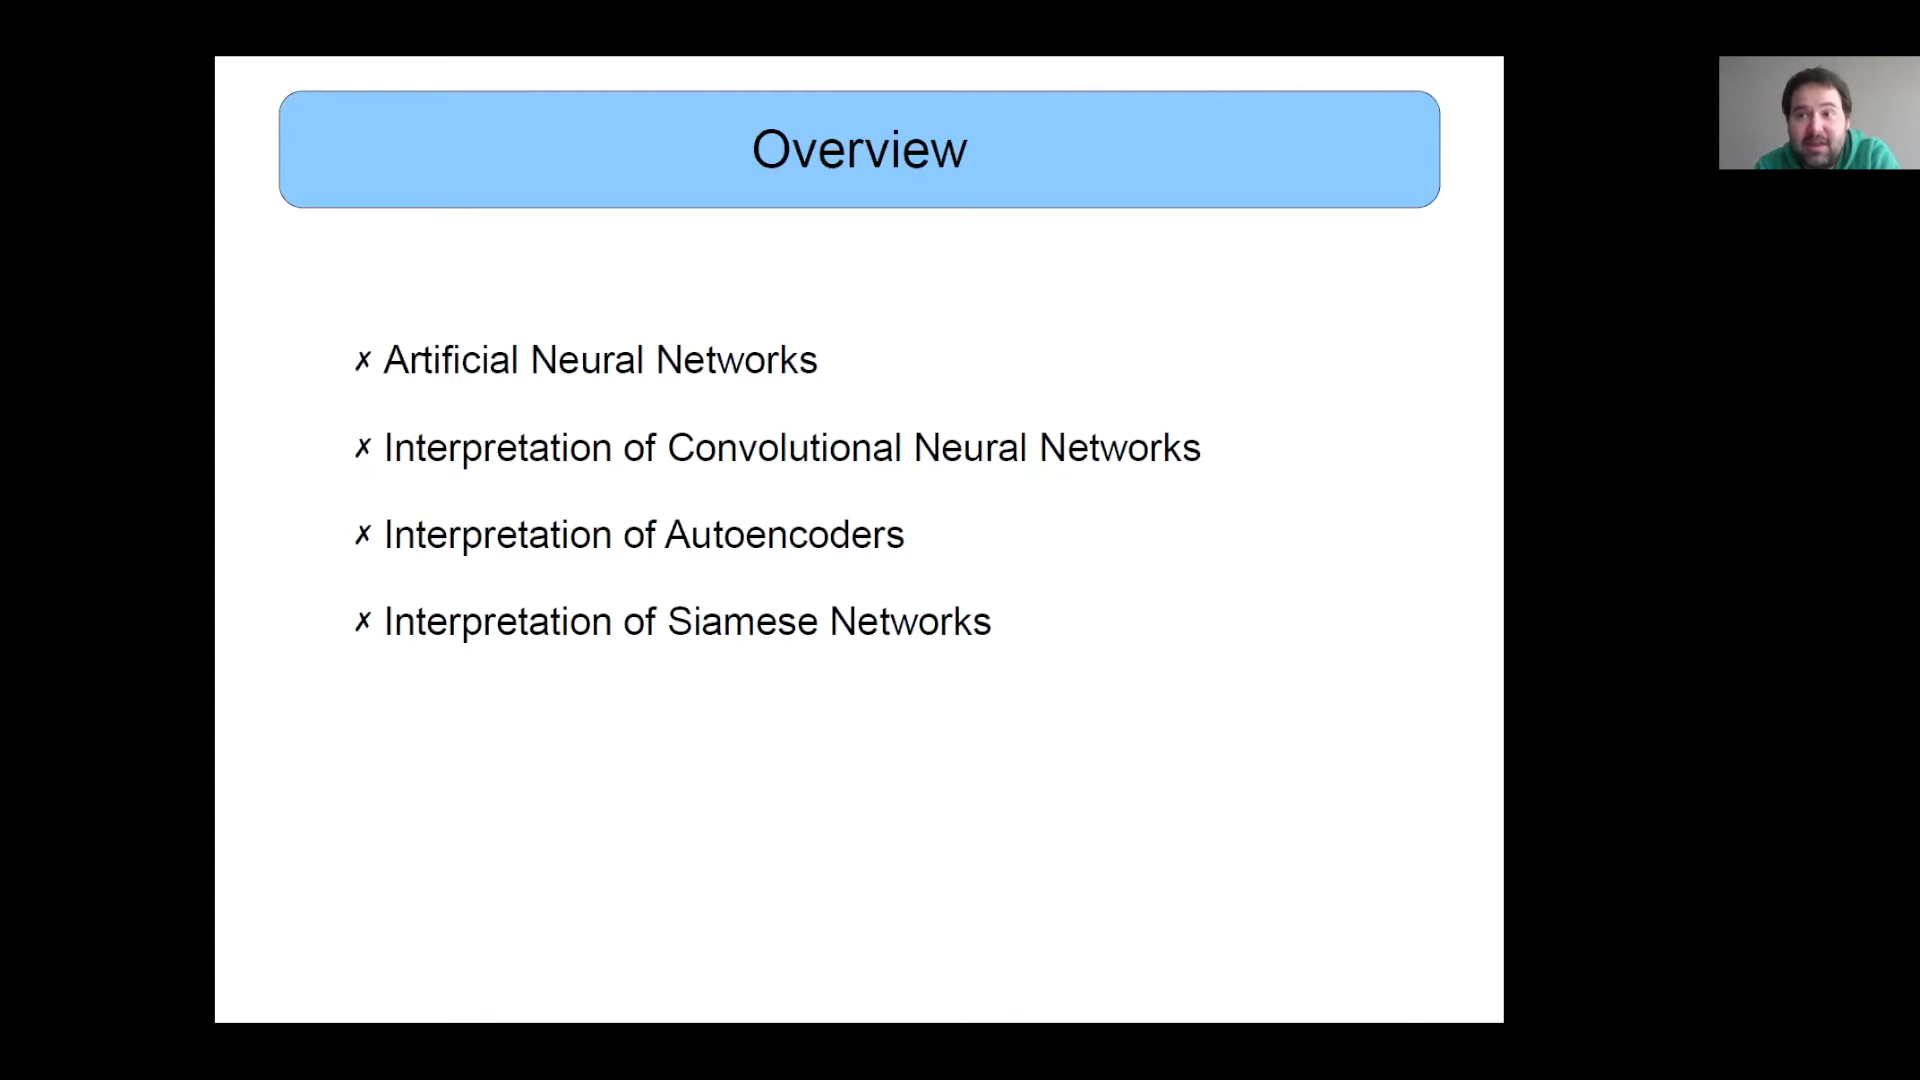 Overview
✗ Artificial Neural Networks
✗ Interpretation of Convolutional Neural Networks
✗ Interpretation of Autoencoders
✗ Interpretation of Siamese Networks